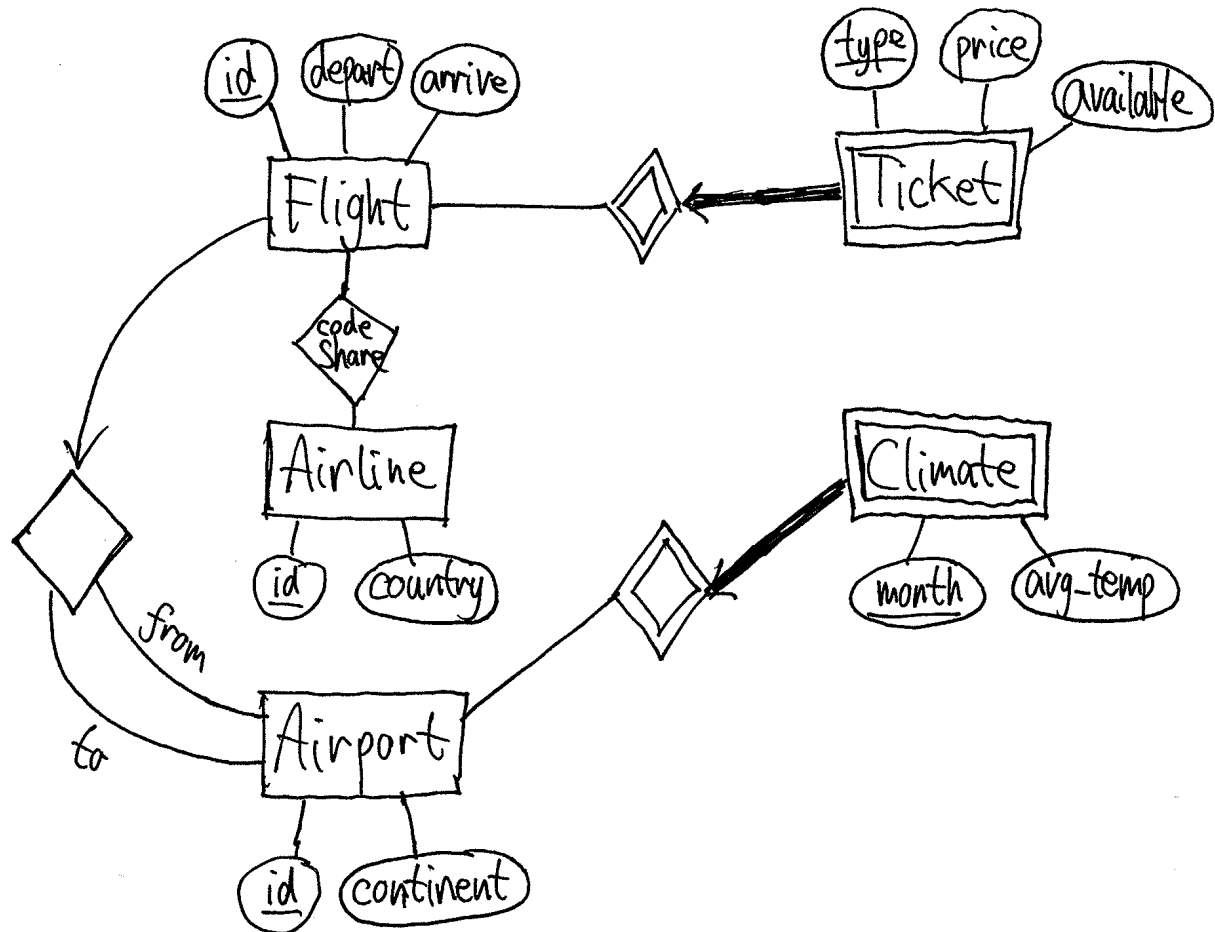 id
depart
arrive
type
price
available
Flight
Ticket
code
Share
Airline
Climate
id
country
month
avg_temp
from
to
Airport
id
continent